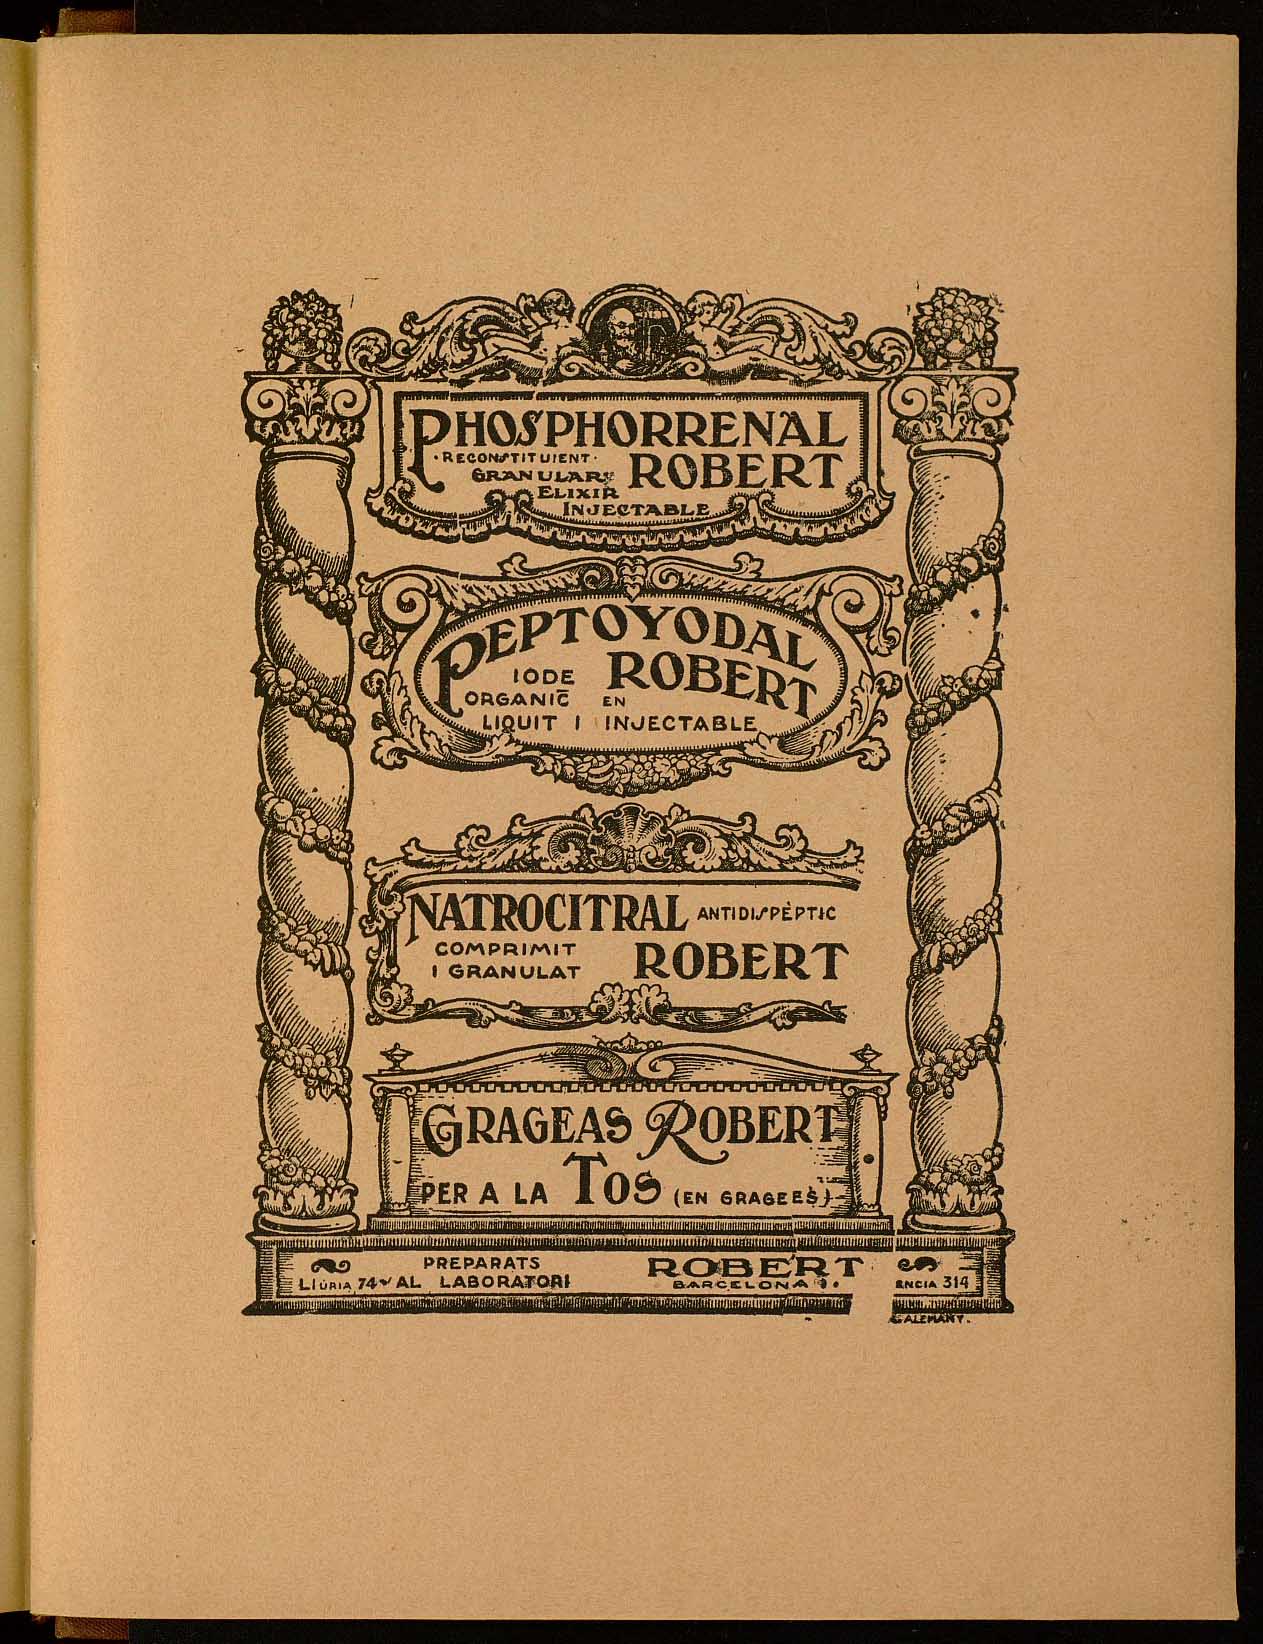 PHOSPHORRENAL
·RECONSTITUIENT· ROBERT
GRANULAR,
ELIXIR
INJECTABLE
PEPTOYODAL
IODE ROBERT
ORGANIC EN
LIQUIT I INJECTABLE
NATROCITRAL ANTIDISPÈPTIC
COMPRIMIT ROBERT
I GRANULAT
GRAGEAS ROBERT
PER A LA TOS (EN GRAGEES)
PREPARATS ROBERT
LLÚRIA, 74 AL LABORATORI BARCELONA ENCIA 314
ALEMANY.